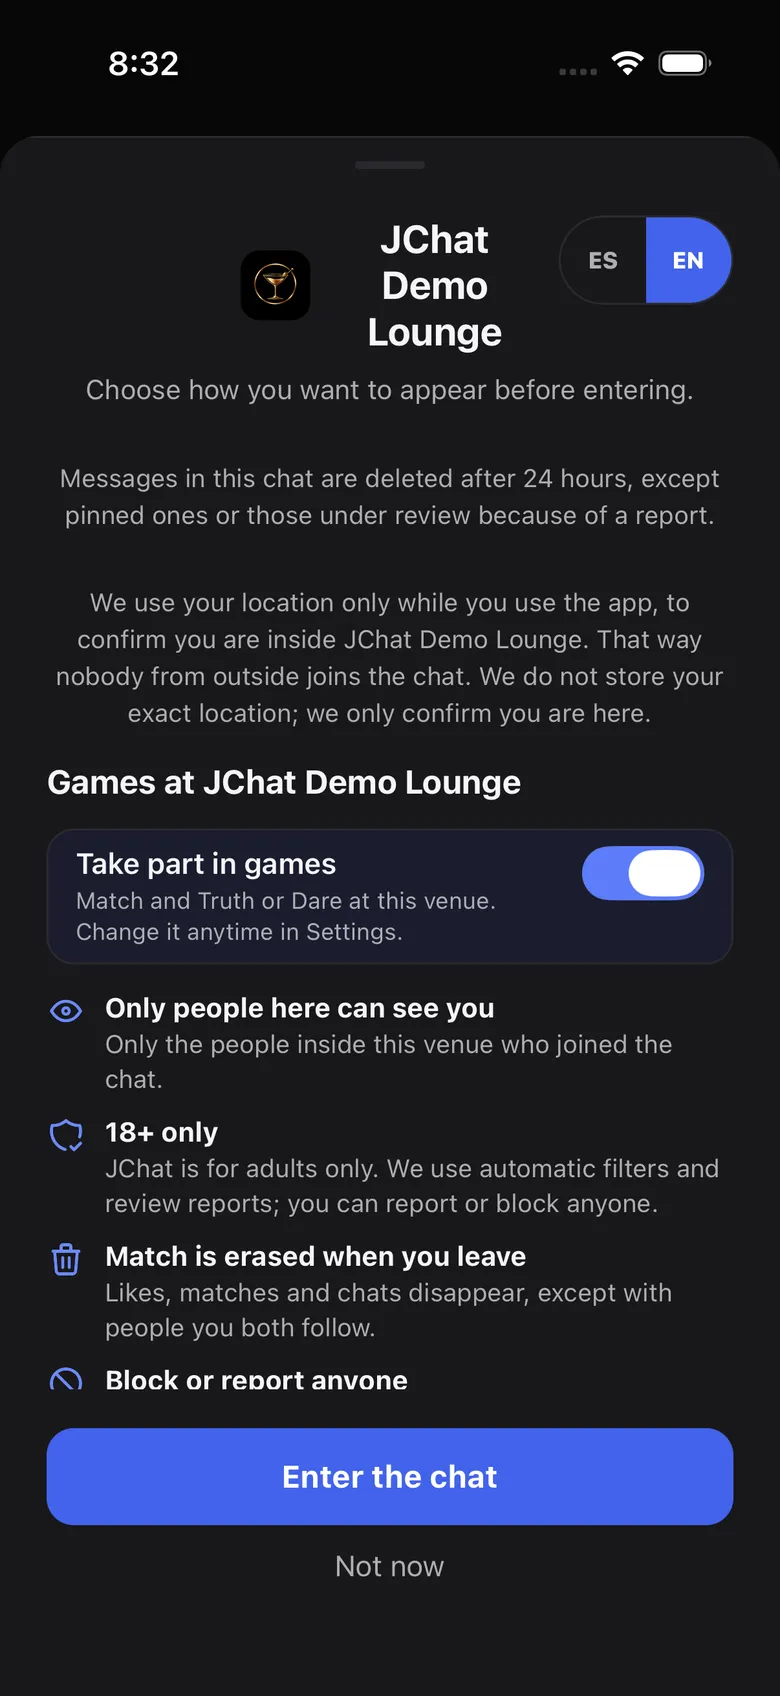 8:32
JChat
Demo
Lounge
ES
EN
Choose how you want to appear before entering.
Messages in this chat are deleted after 24 hours, except
pinned ones or those under review because of a report.
We use your location only while you use the app, to
confirm you are inside JChat Demo Lounge. That way
nobody from outside joins the chat. We do not store your
exact location; we only confirm you are here.
Games at JChat Demo Lounge
Take part in games
Match and Truth or Dare at this venue.
Change it anytime in Settings.
Only people here can see you
Only the people inside this venue who joined the
chat.
18+ only
JChat is for adults only. We use automatic filters and
review reports; you can report or block anyone.
Match is erased when you leave
Likes, matches and chats disappear, except with
people you both follow.
Block or report anyone
Enter the chat
Not now